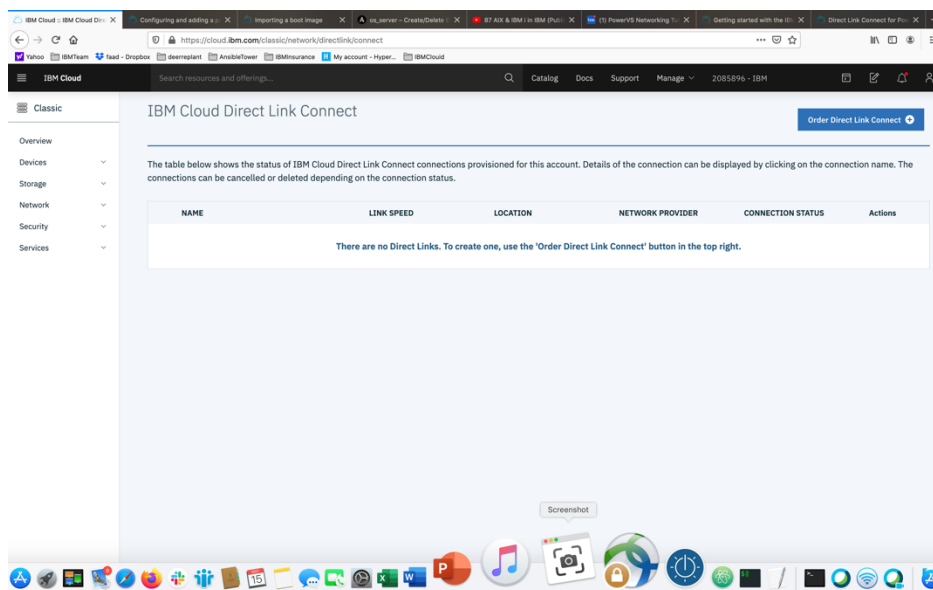 IBM Cloud :: IBM Cloud Dire X
Configuring and adding a p X
Importing a boot image X
os_server – Create/Delete C X
87 AIX & IBM i in IBM (Publi X
(1) PowerVS Networking Tu X
Getting started with the IB X
Direct Link Connect for Pow X
https://cloud.ibm.com/classic/network/directlink/connect
Yahoo IBMTeam faad - Dropbox deerreplant AnsibleTower IBMInsurance My account - Hyper... IBMClouid
IBM Cloud Search resources and offerings... Catalog Docs Support Manage 2085896 - IBM
Classic
IBM Cloud Direct Link Connect
Order Direct Link Connect
Overview
Devices
Storage
Network
Security
Services
The table below shows the status of IBM Cloud Direct Link Connect connections provisioned for this account. Details of the connection can be displayed by clicking on the connection name. The
connections can be cancelled or deleted depending on the connection status.
NAME LINK SPEED LOCATION NETWORK PROVIDER CONNECTION STATUS Actions
There are no Direct Links. To create one, use the 'Order Direct Link Connect' button in the top right.
Screenshot
15
P
X
W